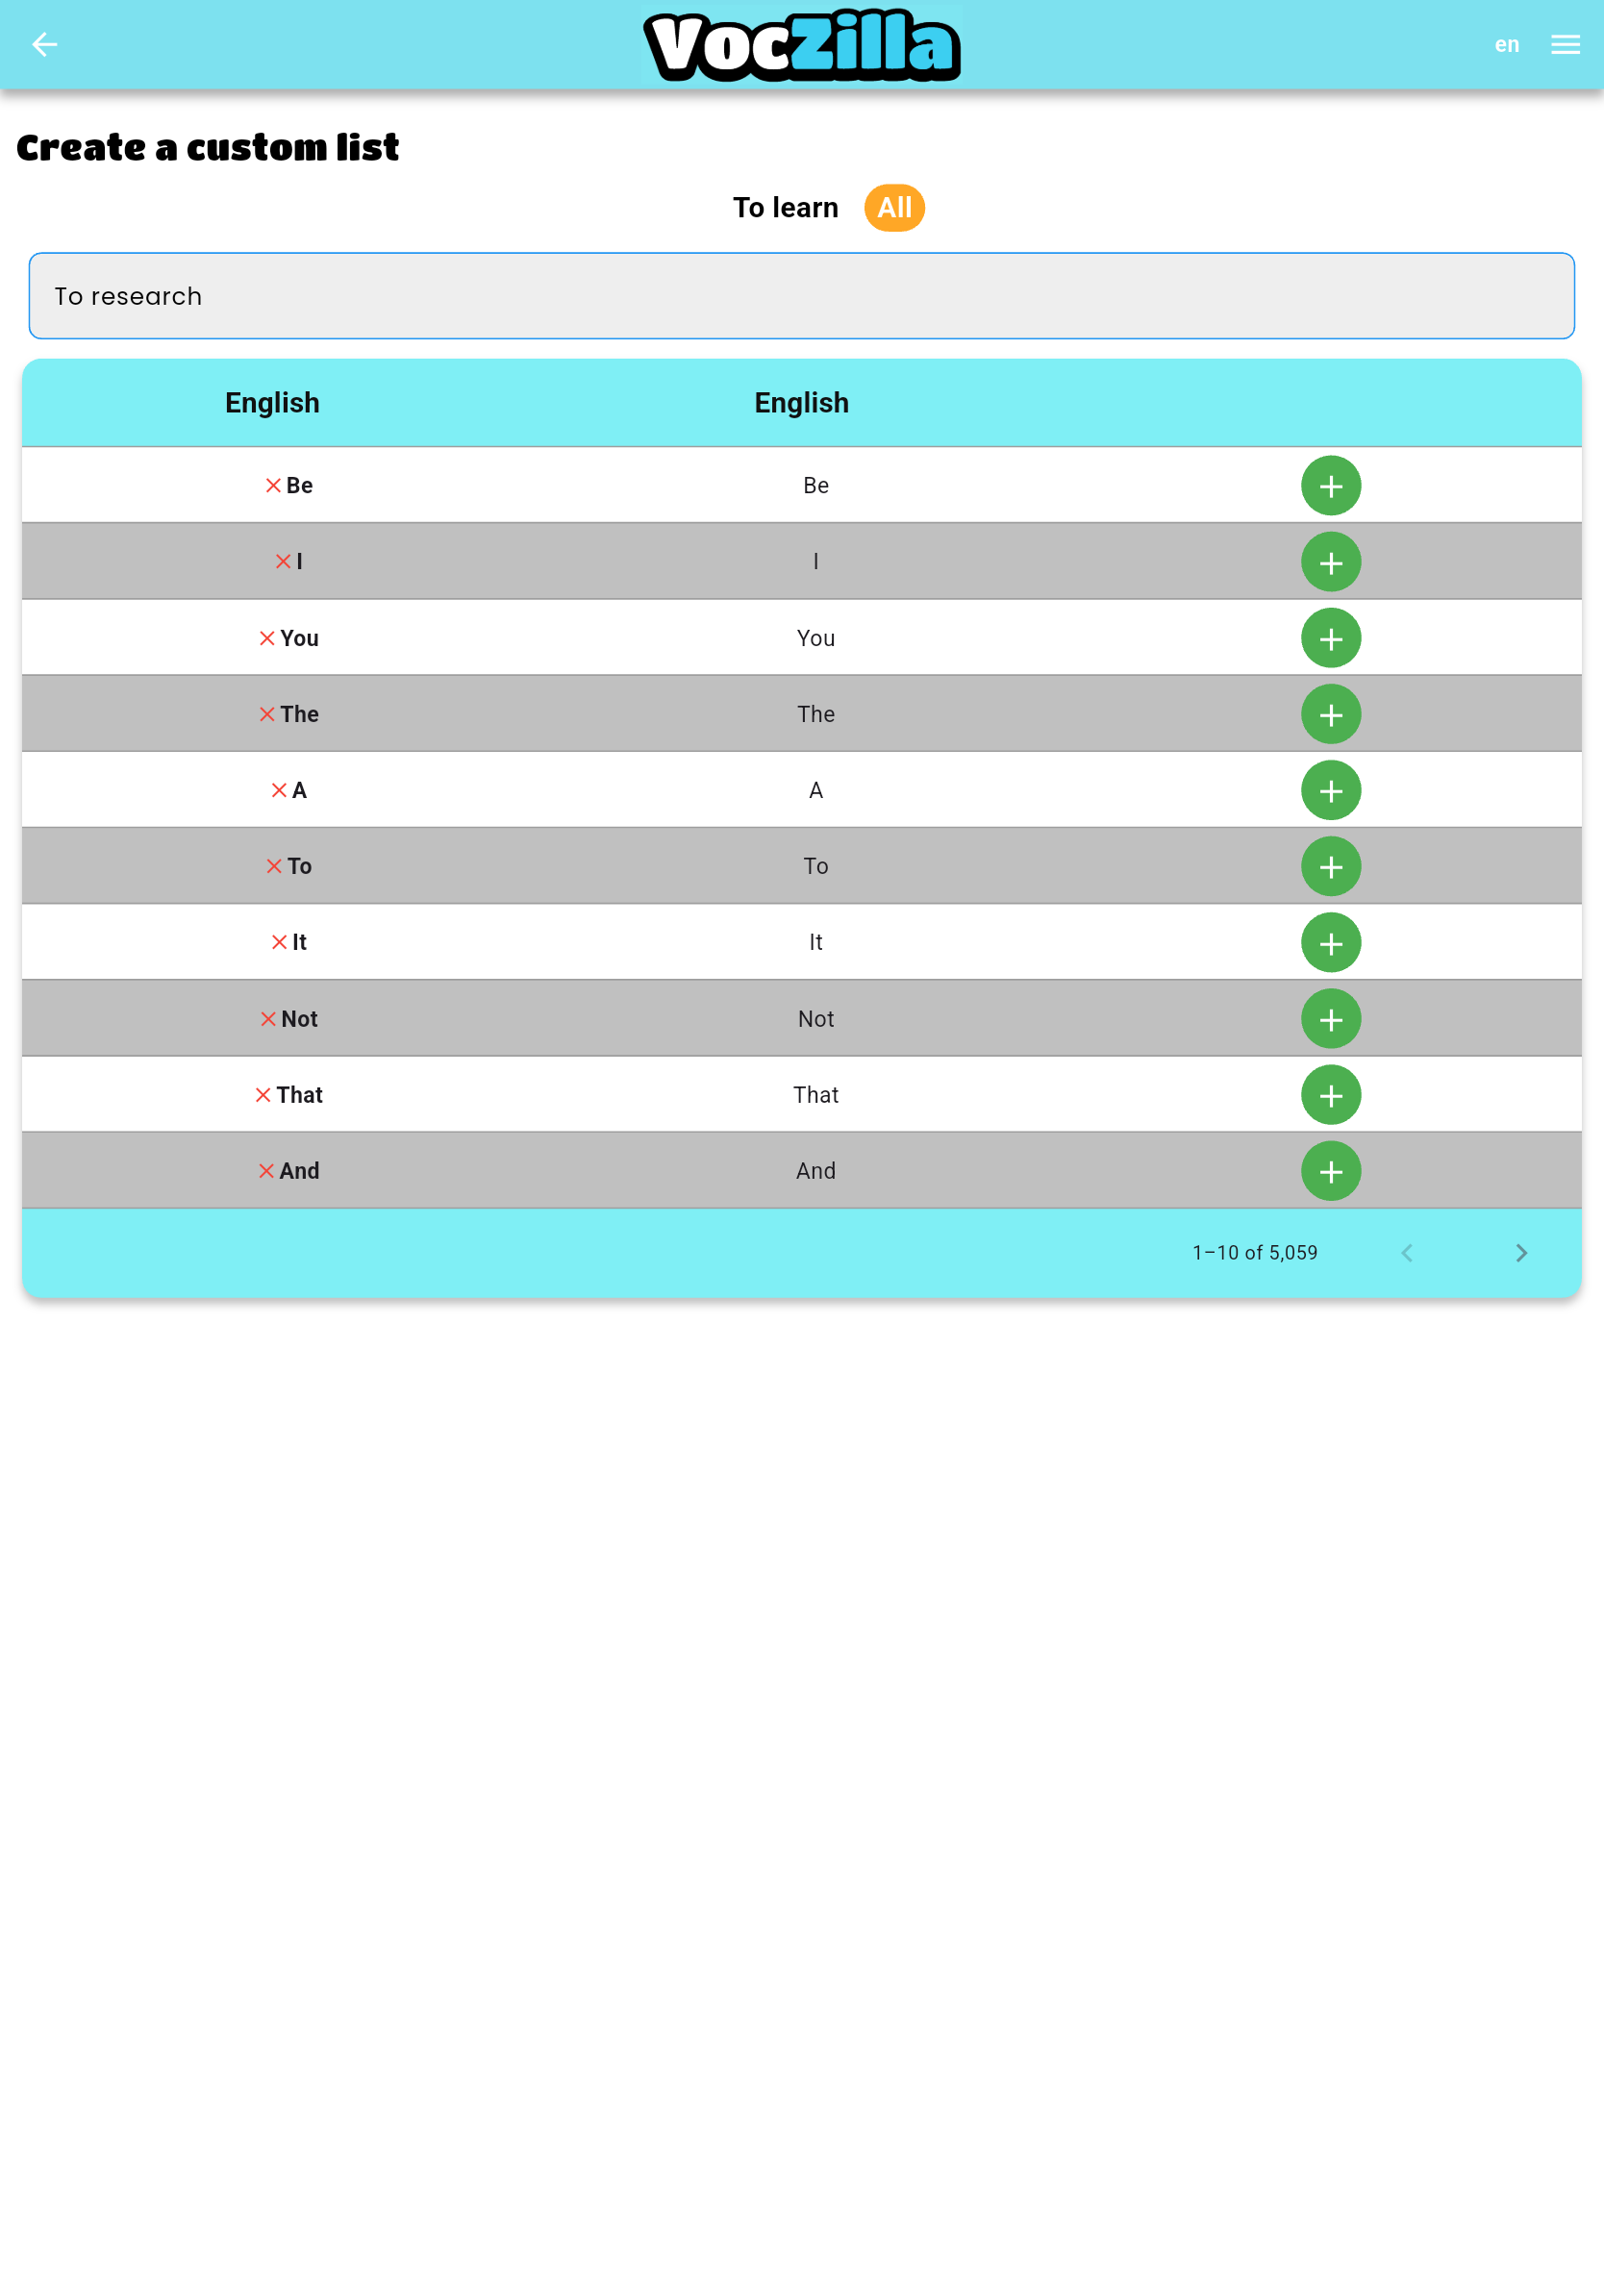 VocZilla
en
Create a custom list
To learn All
To research
English English
Be Be
I I
You You
The The
A A
To To
It It
Not Not
That That
And And
1–10 of 5,059